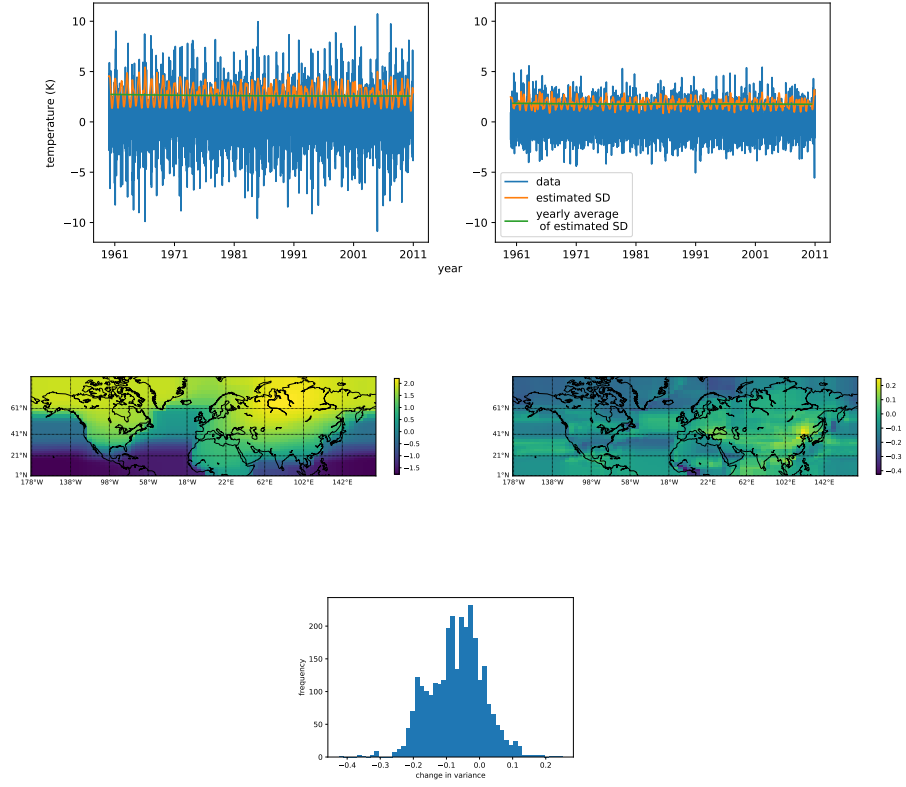 10
5
0
−5
−10
temperature (K)
1961
1971
1981
1991
2001
2011
10
5
0
−5
−10
data
estimated SD
yearly average
of estimated SD
1961
1971
1981
1991
2001
2011
year
61°N
41°N
21°N
1°N
178°W
138°W
98°W
58°W
18°W
22°E
62°E
102°E
142°E
2.0
1.5
1.0
0.5
0.0
−0.5
−1.0
−1.5
61°N
41°N
21°N
1°N
178°W
138°W
98°W
58°W
18°W
22°E
62°E
102°E
142°E
0.2
0.1
0.0
−0.1
−0.2
−0.3
−0.4
200
150
100
50
0
frequency
−0.4
−0.3
−0.2
−0.1
0.0
0.1
0.2
change in variance